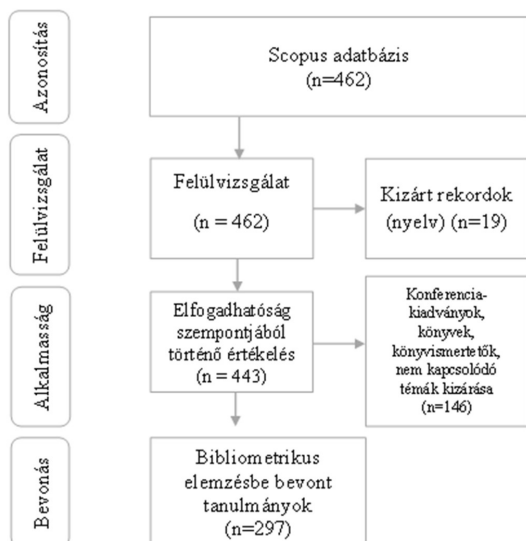 Azonosítás
Scopus adatbázis
(n=462)
Felülvizsgálat
Felülvizsgálat
(n = 462)
Kizárt rekordok
(nyelv) (n=19)
Alkalmasság
Elfogadhatóság
szempontjából
történő értékelés
(n = 443)
Konferencia-
kiadványok,
könyvek,
könyvismertetők,
nem kapcsolódó
témák kizárása
(n=146)
Bevonás
Bibliometrikus
elemzésbe bevont
tanulmányok
(n=297)